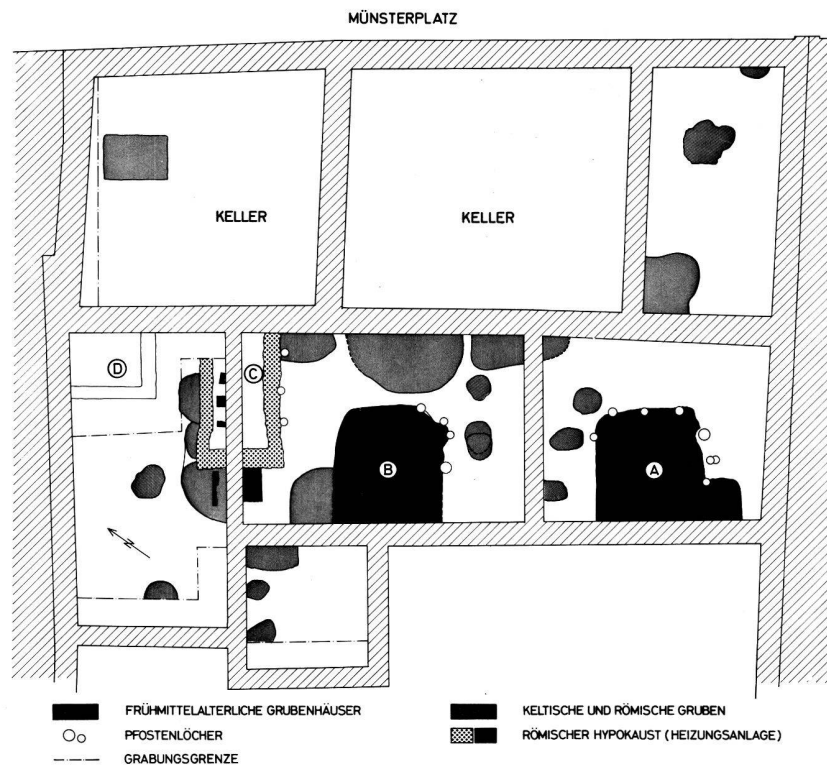 MÜNSTERPLATZ
KELLER
KELLER
D
C
B
A
N
FRÜHMITTELALTERLICHE GRUBENHÄUSER
PFOSTENLÖCHER
GRABUNGSGRENZE
KELTISCHE UND RÖMISCHE GRUBEN
RÖMISCHER HYPOKAUST (HEIZUNGSANLAGE)